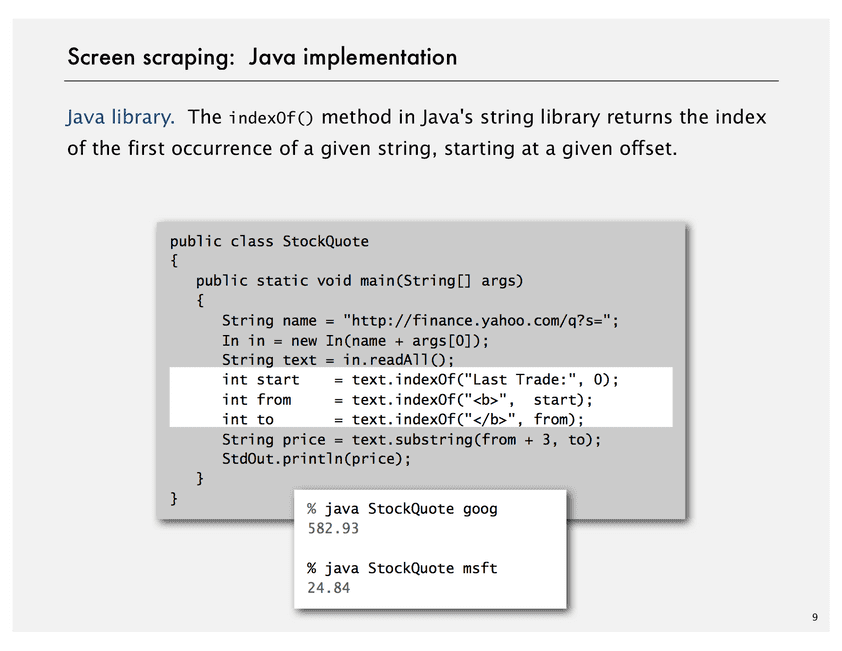 Screen scraping:  Java implementation
Java library.  The indexOf() method in Java's string library returns the index
of the first occurrence of a given string, starting at a given offset.
public class StockQuote
{
   public static void main(String[] args)
   {
      String name = "http://finance.yahoo.com/q?s=";
      In in = new In(name + args[0]);
      String text = in.readAll();
      int start    = text.indexOf("Last Trade:", 0);
      int from     = text.indexOf("<b>",  start);
      int to       = text.indexOf("</b>", from);
      String price = text.substring(from + 3, to);
      StdOut.println(price);
   }
}
% java StockQuote goog
582.93
% java StockQuote msft
24.84
9